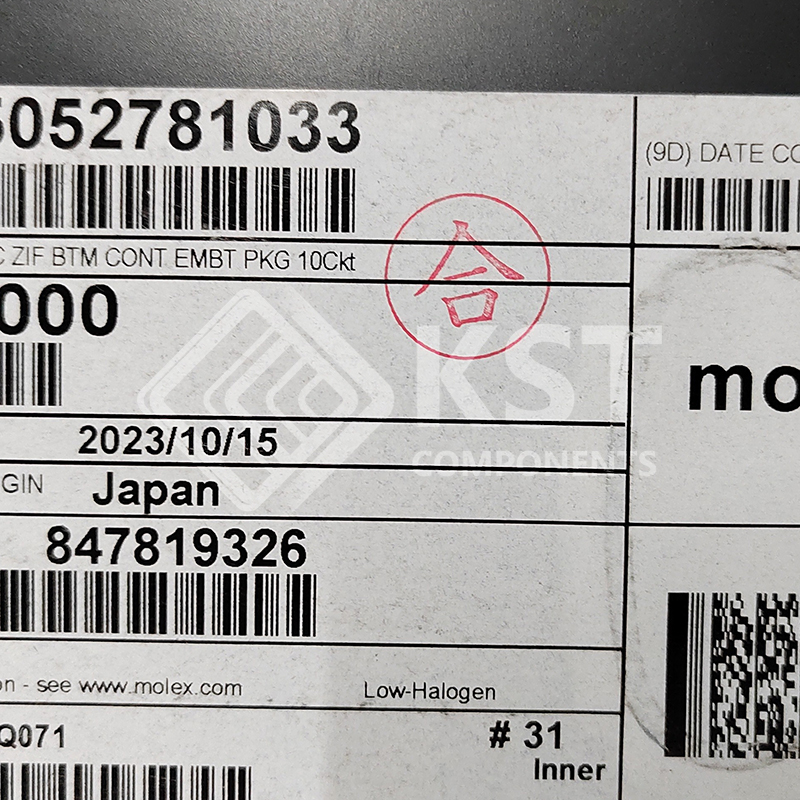 5052781033
(9D) DATE CO
C ZIF BTM CONT EMBT PKG 10Ckt
合
000
KST
COMPONENTS
mo
2023/10/15
GIN Japan
847819326
on - see www.molex.com
Low-Halogen
Q071
# 31
Inner